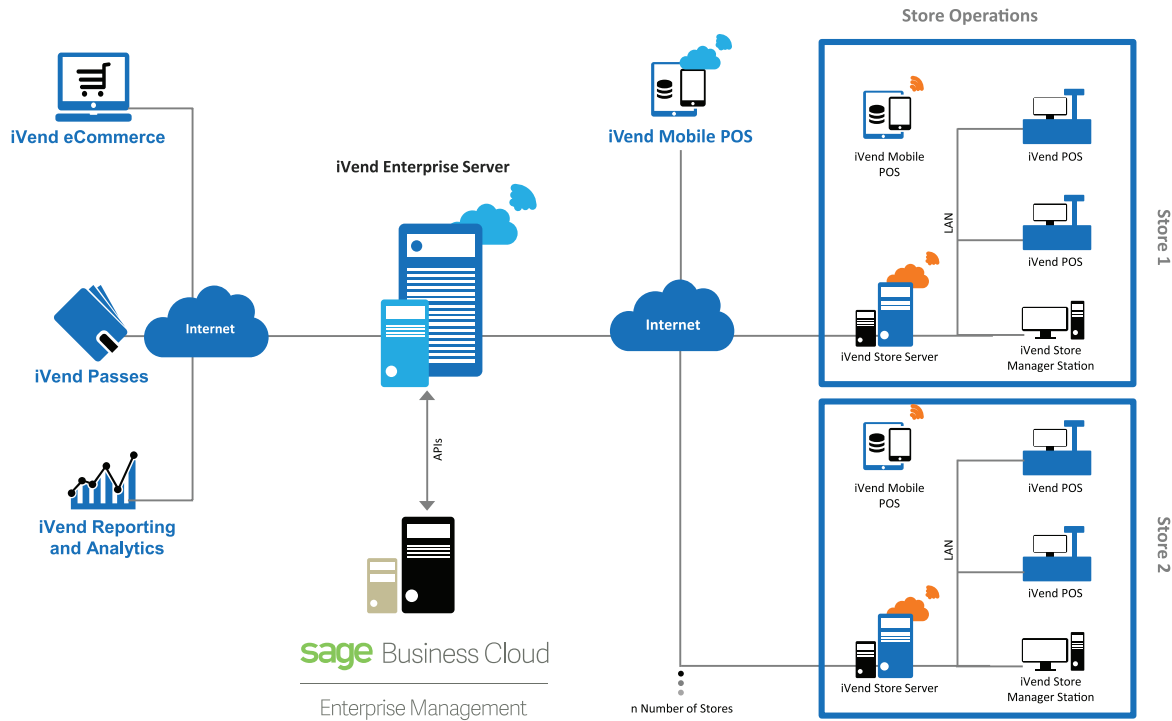 Store Operations
iVend eCommerce
iVend Passes
iVend Reporting
and Analytics
Internet
iVend Enterprise Server
APIs
sage Business Cloud
Enterprise Management
iVend Mobile POS
Internet
n Number of Stores
iVend Mobile
POS
iVend POS
LAN
iVend POS
iVend Store Server
iVend Store
Manager Station
Store 1
iVend Mobile
POS
iVend POS
LAN
iVend POS
iVend Store Server
iVend Store
Manager Station
Store 2